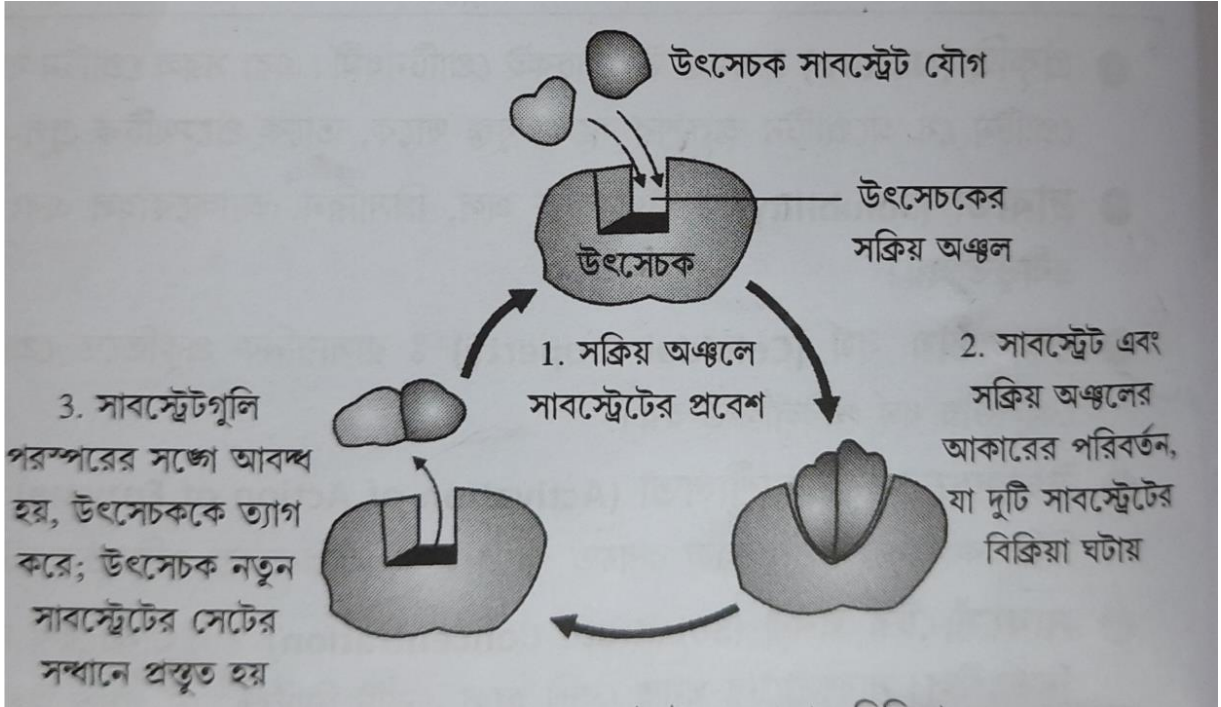 উৎসেচক সাবস্ট্রেট যৌগ
উৎসেচকের
সক্রিয় অঞ্চল
উৎসেচক
1. সক্রিয় অঞ্চলে
সাবস্ট্রেটের প্রবেশ
2. সাবস্ট্রেট এবং
সক্রিয় অঞ্চলের
আকারের পরিবর্তন,
যা দুটি সাবস্ট্রেটের
বিক্রিয়া ঘটায়
3. সাবস্ট্রেটগুলি
পরস্পরের সঙ্গে আবদ্ধ
হয়, উৎসেচককে ত্যাগ
করে; উৎসেচক নতুন
সাবস্ট্রেটের সেটের
সন্ধানে প্রস্তুত হয়